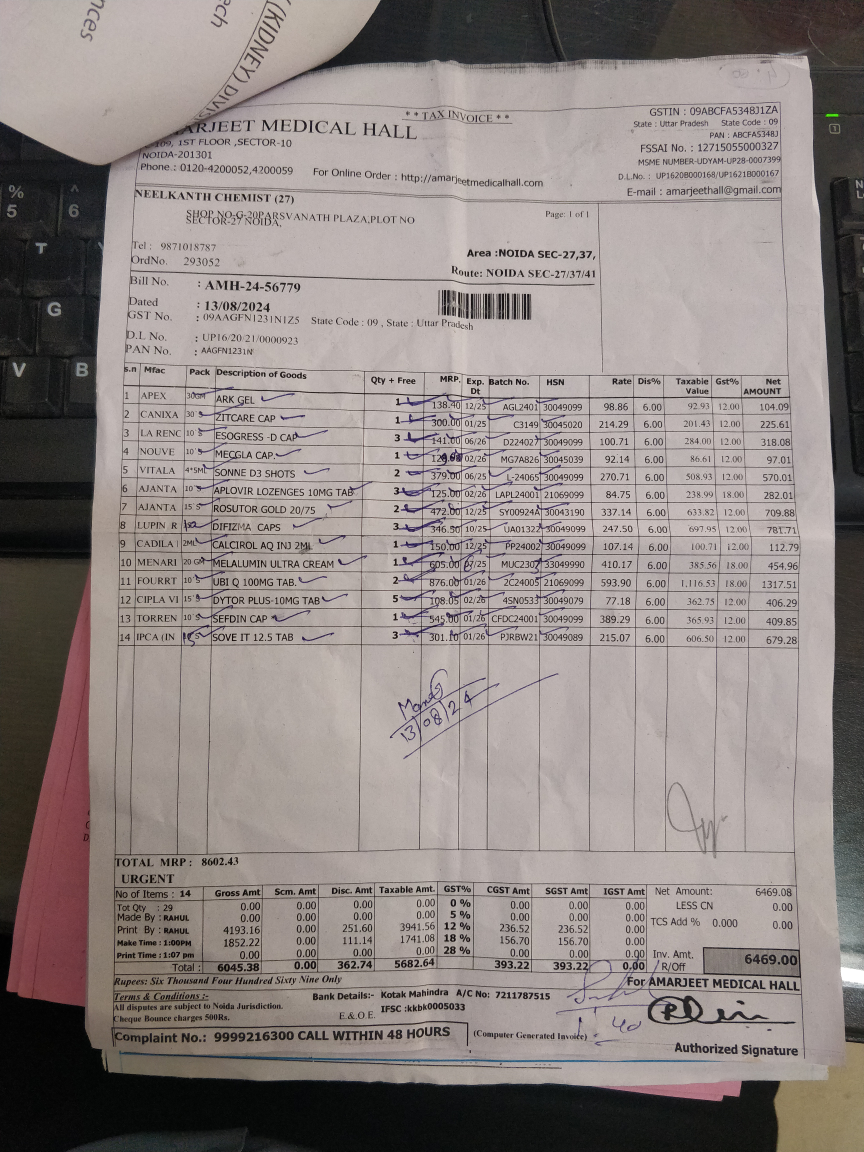 (KIDNEY) DIVI
ech
nces
* * TAX INVOICE * *
ARJEET MEDICAL HALL
109, 1ST FLOOR ,SECTOR-10
NOIDA-201301
Phone.: 0120-4200052,4200059
For Online Order : http://amarjeetmedicalhall.com
GSTIN : 09ABCFA5348J1ZA
State : Uttar Pradesh State Code : 09
PAN : ABCFA5348J
FSSAI No. : 12715055000327
MSME NUMBER-UDYAM-UP28-0007399
D.L.No. : UP1620B000168/UP1621B000167
E-mail : amarjeethall@gmail.com
NEELKANTH CHEMIST (27)
SHOP NO-G-20PARSVANATH PLAZA,PLOT NO
SECTOR-27 NOIDA,
Page: 1 of 1
Tel : 9871018787
OrdNo. 293052
Area :NOIDA SEC-27,37,
Route: NOIDA SEC-27/37/41
Bill No. : AMH-24-56779
Dated : 13/08/2024
GST No. : 09AAGFN1231N1Z5 State Code : 09 , State : Uttar Pradesh
D.L No. : UP16/20/21/0000923
PAN No. : AAGFN1231N
s.n Mfac Pack Description of Goods Qty + Free MRP. Exp. Dt Batch No. HSN Rate Dis% Taxable Value Gst% Net AMOUNT
1 APEX 30GM ARK GEL 1 138.40 12/25 AGL2401 30049099 98.86 6.00 92.93 12.00 104.09
2 CANIXA 30'S ZITCARE CAP 1 300.00 01/25 C3149 30045020 214.29 6.00 201.43 12.00 225.61
3 LA RENC 10'S ESOGRESS -D CAP 3 141.00 06/26 D224027 30049099 100.71 6.00 284.00 12.00 318.08
4 NOUVE 10'S MECGLA CAP. 1 02/26 MG7A826 30045039 92.14 6.00 86.61 12.00 97.01
5 VITALA 4*5ML SONNE D3 SHOTS 2 379.00 06/25 L-24065 30049099 270.71 6.00 508.93 12.00 570.01
6 AJANTA 10'S APLOVIR LOZENGES 10MG TAB 3 125.00 02/26 LAPL24001 21069099 84.75 6.00 238.99 18.00 282.01
7 AJANTA 15'S ROSUTOR GOLD 20/75 2 472.00 12/25 SY00924A 30043190 337.14 6.00 633.82 12.00 709.88
8 LUPIN R DIFIZMA CAPS 3 346.50 10/25 UA01322 30049099 247.50 6.00 697.95 12.00 781.71
9 CADILA 2ML CALCIROL AQ INJ 2ML 1 150.00 12/25 PP24002 30049099 107.14 6.00 100.71 12.00 112.79
10 MENARI 20 GM MELALUMIN ULTRA CREAM 1 605.00 07/25 MUC2307 33049990 410.17 6.00 385.56 18.00 454.96
11 FOURRT 10'S UBI Q 100MG TAB. 2 876.00 01/26 2C24005 21069099 593.90 6.00 1,116.53 18.00 1317.51
12 CIPLA VI 15'S DYTOR PLUS-10MG TAB 5 108.05 02/26 4SN0533 30049079 77.18 6.00 362.75 12.00 406.29
13 TORREN 10'S SEFDIN CAP 1 545.00 01/26 CFDC24001 30049099 389.29 6.00 365.93 12.00 409.85
14 IPCA (IN 15'S SOVE IT 12.5 TAB 3 301.10 01/26 PJRBW21 30049089 215.07 6.00 606.50 12.00 679.28
13/08/24
TOTAL MRP : 8602.43
URGENT
No of Items : 14 Gross Amt Scm. Amt Disc. Amt Taxable Amt. GST% CGST Amt SGST Amt IGST Amt Net Amount: 6469.08
Tot Qty : 29 0.00 0.00 0.00 0.00 0 % 0.00 0.00 0.00 LESS CN 0.00
Made By : RAHUL 0.00 0.00 0.00 0.00 5 % 0.00 0.00 0.00
Print By : RAHUL 4193.16 0.00 251.60 3941.56 12 % 236.52 236.52 0.00 TCS Add % 0.000 0.00
Make Time : 1:00PM 1852.22 0.00 111.14 1741.08 18 % 156.70 156.70 0.00
Print Time : 1:07 pm 0.00 0.00 0.00 0.00 28 % 0.00 0.00 0.00 Inv. Amt. 6469.00
Total : 6045.38 0.00 362.74 5682.64 393.22 393.22 0.00 R/Off
Rupees: Six Thousand Four Hundred Sixty Nine Only
For AMARJEET MEDICAL HALL
Terms & Conditions :-
All disputes are subject to Noida Jurisdiction.
Cheque Bounce charges 500Rs.
Bank Details:- Kotak Mahindra A/C No: 7211787515
IFSC :kkbk0005033
E.& O.E.
Complaint No.: 9999216300 CALL WITHIN 48 HOURS
(Computer Generated Invoice)
Authorized Signature
%
5
^
6
T
G
V
B
N